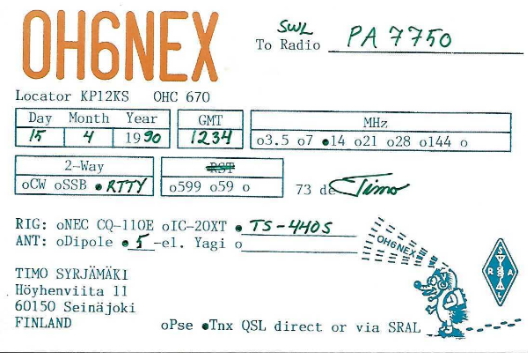 OH6NEX
SWL
To Radio PA 7750
Locator KP12KS OHC 670
Day Month Year
15 4 1990
GMT
1234
MHz
o3.5 o7 ●14 o21 o28 o144 o
2-Way
oCW oSSB ●RTTY
RST
o599 o59 o
73 de Timo
RIG: oNEC CQ-110E oIC-20XT ● TS-440S
ANT: oDipole ● 5 -el. Yagi o
OH6NEX
TIMO SYRJÄMÄKI
Höyhenviita 11
60150 Seinäjoki
FINLAND
oPse ●Tnx QSL direct or via SRAL
S
R A
L